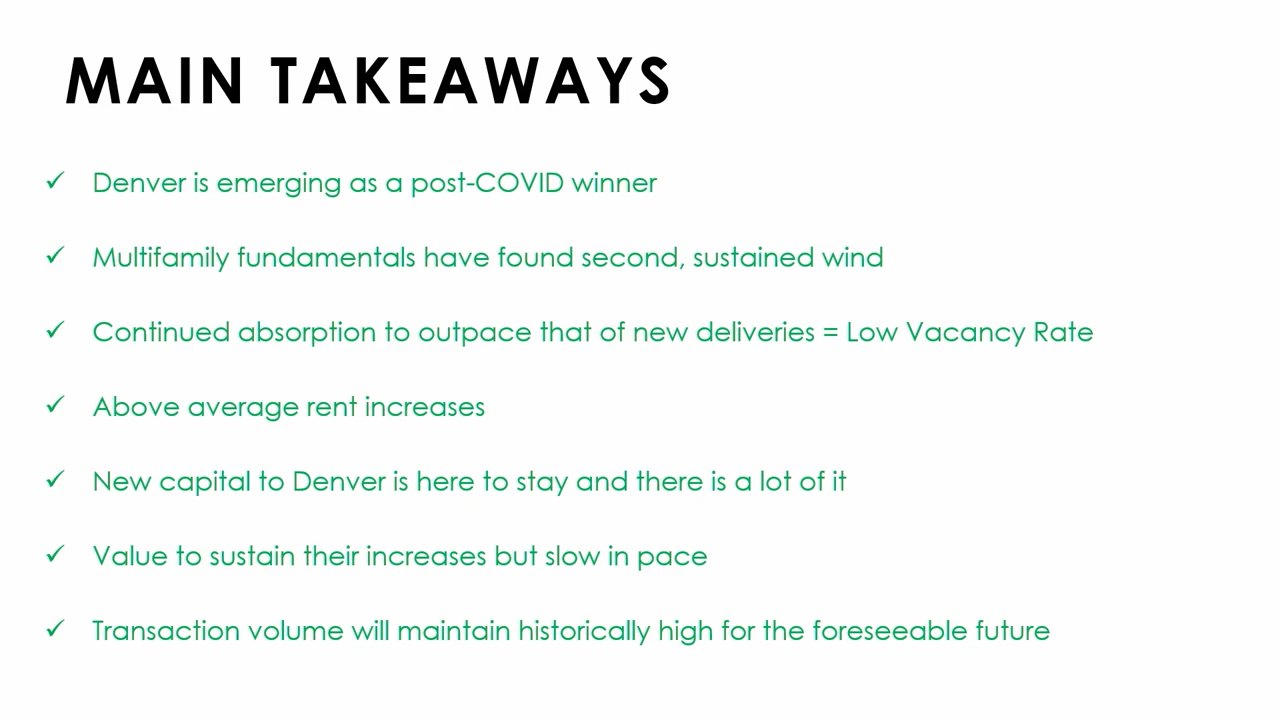 MAIN TAKEAWAYS
✓ Denver is emerging as a post-COVID winner
✓ Multifamily fundamentals have found second, sustained wind
✓ Continued absorption to outpace that of new deliveries = Low Vacancy Rate
✓ Above average rent increases
✓ New capital to Denver is here to stay and there is a lot of it
✓ Value to sustain their increases but slow in pace
✓ Transaction volume will maintain historically high for the foreseeable future